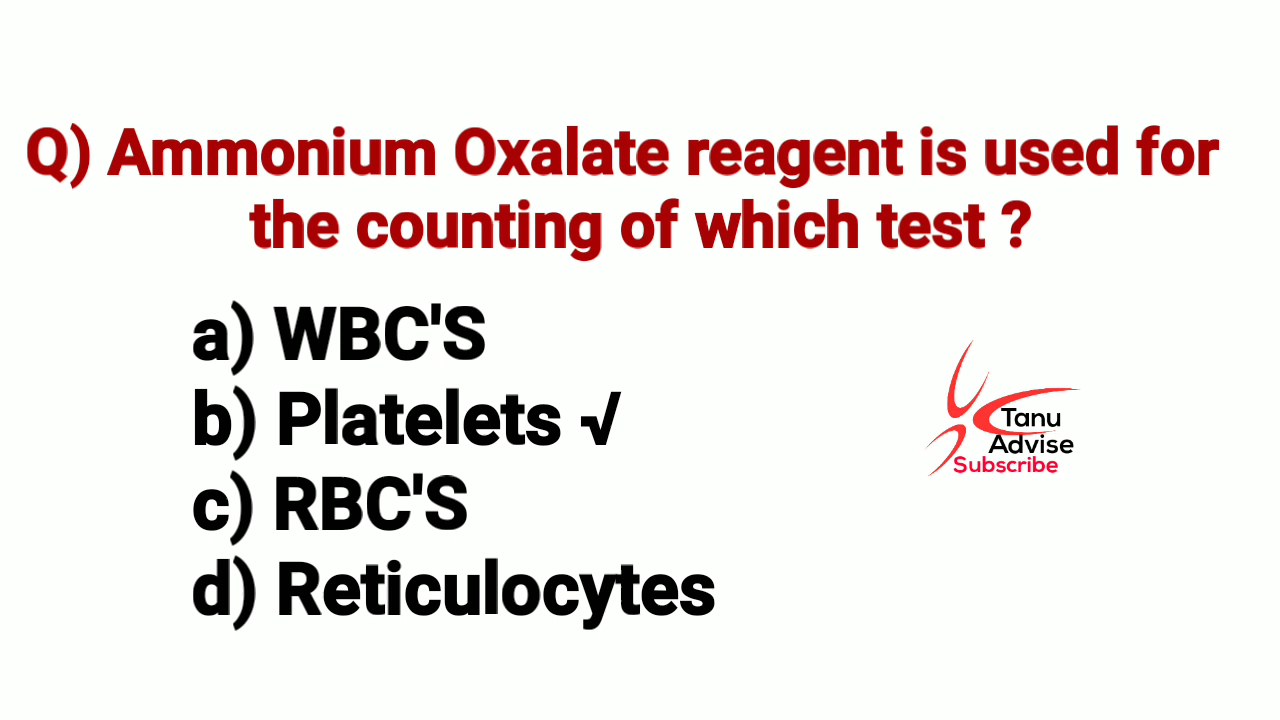 Q) Ammonium Oxalate reagent is used for
the counting of which test ?
a) WBC'S
b) Platelets √
c) RBC'S
d) Reticulocytes
Tanu
Advise
Subscribe